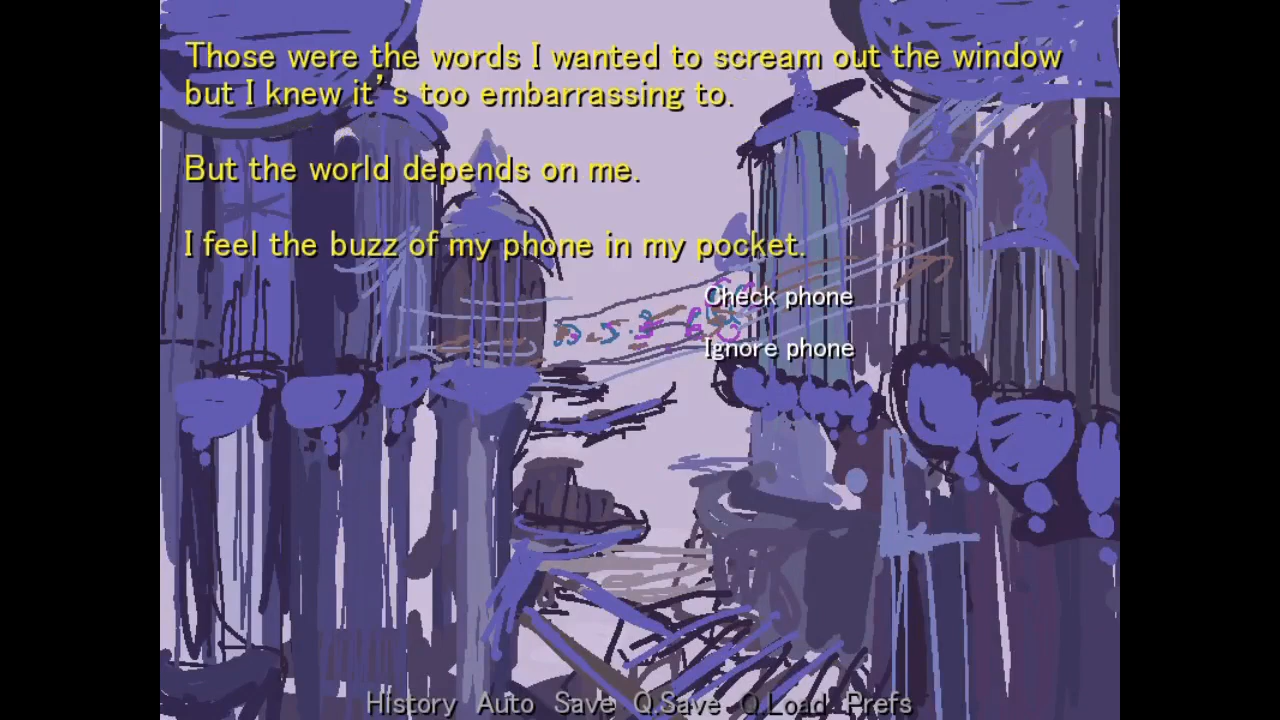 Those were the words I wanted to scream out the window
but I knew it's too embarrassing to.
But the world depends on me.
I feel the buzz of my phone in my pocket.
Check phone
Ignore phone
History Auto Save Q.Save Q.Load Prefs